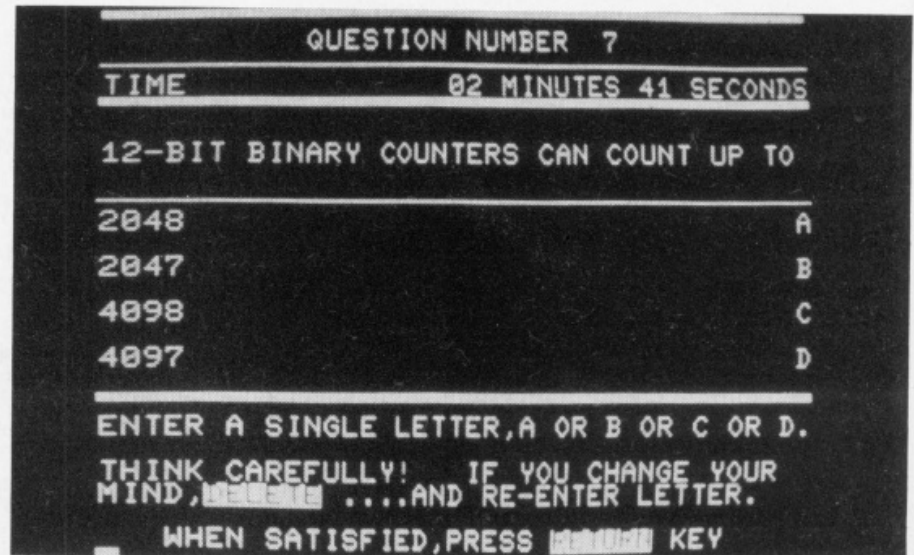 QUESTION NUMBER 7
TIME 02 MINUTES 41 SECONDS
12-BIT BINARY COUNTERS CAN COUNT UP TO
2048 A
2047 B
4098 C
4097 D
ENTER A SINGLE LETTER,A OR B OR C OR D.
THINK CAREFULLY! IF YOU CHANGE YOUR
MIND,DELETE ....AND RE-ENTER LETTER.
WHEN SATISFIED,PRESS RETURN KEY